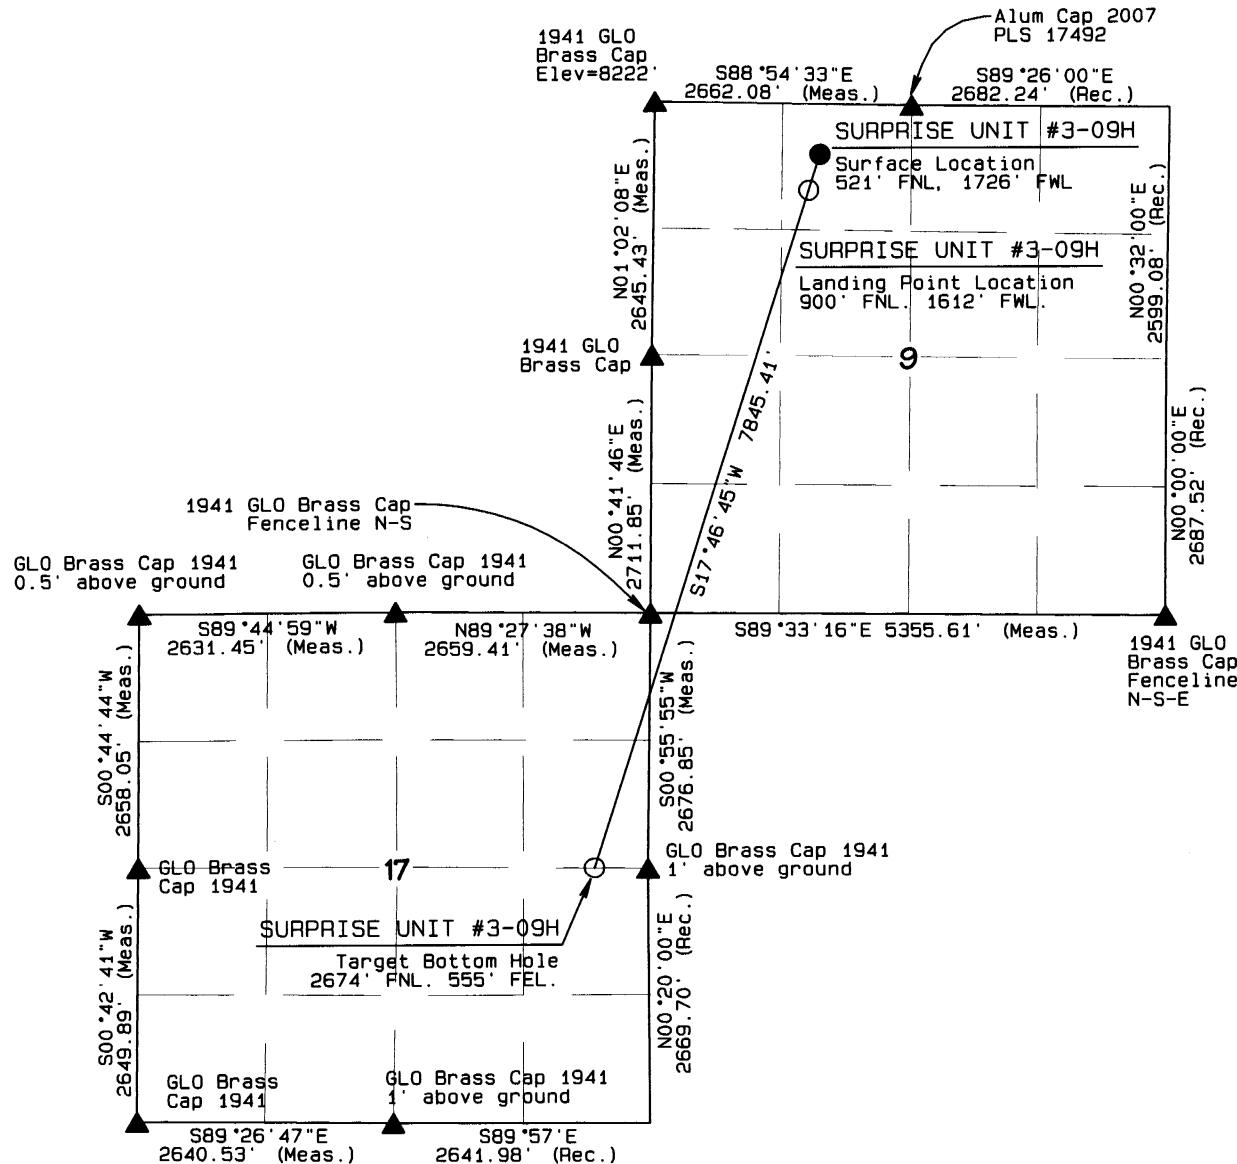 Alum Cap 2007
PLS 17492
1941 GLO
Brass Cap
Elev=8222'
S88°54'33"E
2662.08' (Meas.)
S89°26'00"E
2682.24' (Rec.)
SURPRISE UNIT #3-09H
Surface Location
521' FNL, 1726' FWL
N01°02'08"E
2645.43' (Meas.)
N00°32'00"E
2599.08' (Rec.)
SURPRISE UNIT #3-09H
Landing Point Location
900' FNL. 1612' FWL.
1941 GLO
Brass Cap
9
S17°46'45"W 7845.41'
N00°41'46"E
2711.85' (Meas.)
N00°00'00"E
2687.52' (Rec.)
1941 GLO Brass Cap
Fenceline N-S
GLO Brass Cap 1941
0.5' above ground
GLO Brass Cap 1941
0.5' above ground
S89°44'59"W
2631.45' (Meas.)
N89°27'38"W
2659.41' (Meas.)
S89°33'16"E 5355.61' (Meas.)
1941 GLO
Brass Cap
Fenceline
N-S-E
S00°44'44"W
2658.05' (Meas.)
S00°55'55"W
2676.85' (Meas.)
GLO Brass
Cap 1941
17
GLO Brass Cap 1941
1' above ground
SURPRISE UNIT #3-09H
Target Bottom Hole
2674' FNL. 555' FEL.
S00°42'41"W
2649.89' (Meas.)
N00°20'00"E
2669.70' (Rec.)
GLO Brass
Cap 1941
GLO Brass Cap 1941
1' above ground
S89°26'47"E
2640.53' (Meas.)
S89°57'E
2641.98' (Rec.)